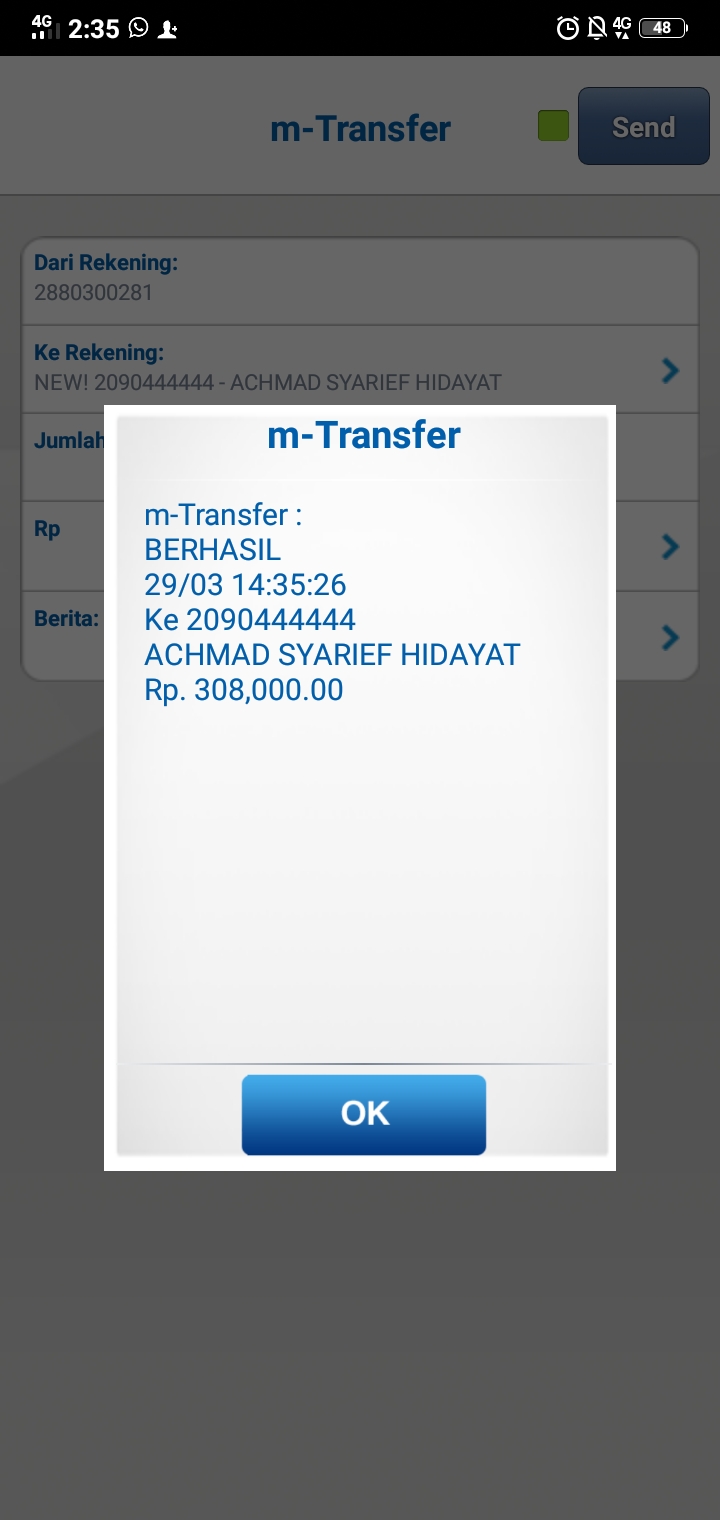 4G 2:35 4G 48
m-Transfer Send
Dari Rekening:
2880300281
Ke Rekening:
NEW! 2090444444 - ACHMAD SYARIEF HIDAYAT
Jumlah
Rp
Berita:
m-Transfer
m-Transfer :
BERHASIL
29/03 14:35:26
Ke 2090444444
ACHMAD SYARIEF HIDAYAT
Rp. 308,000.00
OK